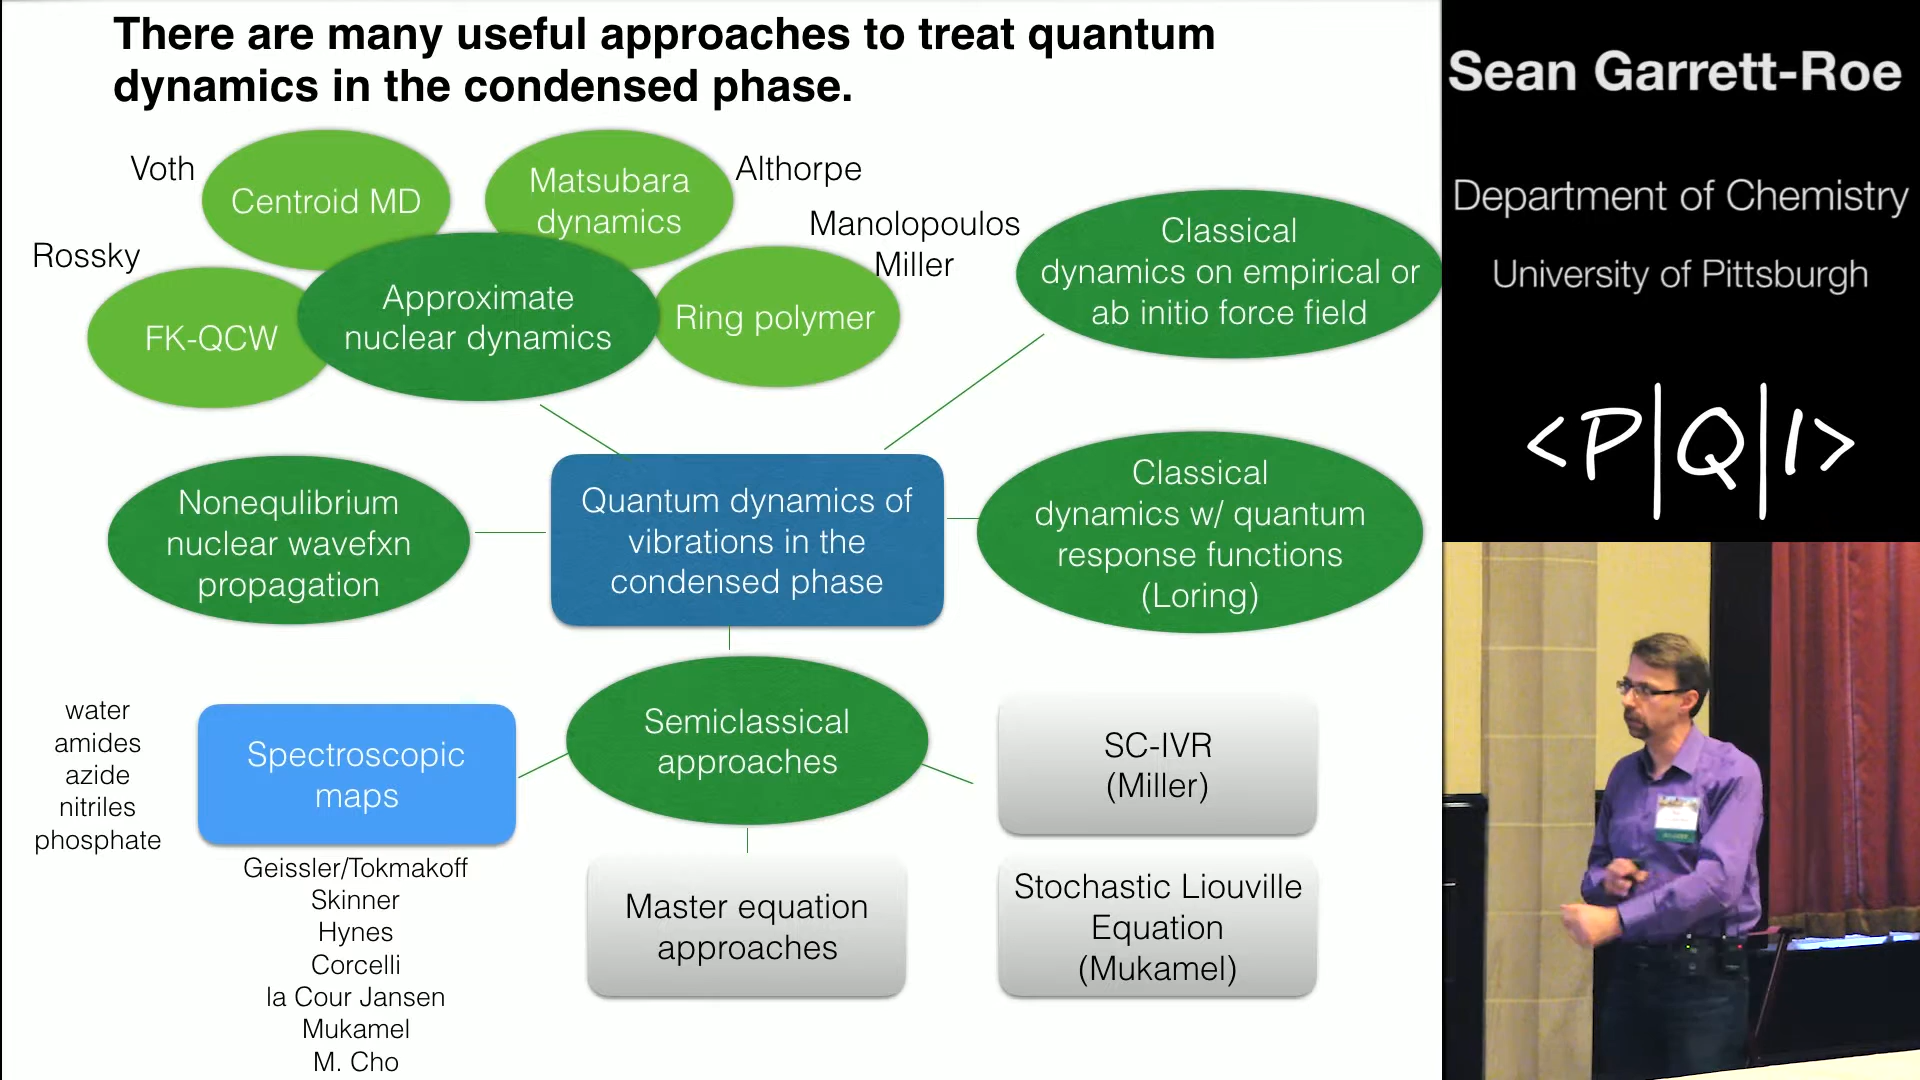 There are many useful approaches to treat quantum
dynamics in the condensed phase.
Voth
Centroid MD
Matsubara
dynamics
Althorpe
Rossky
FK-QCW
Approximate
nuclear dynamics
Manolopoulos
Miller
Ring polymer
Classical
dynamics on empirical or
ab initio force field
Nonequlibrium
nuclear wavefxn
propagation
Quantum dynamics of
vibrations in the
condensed phase
Classical
dynamics w/ quantum
response functions
(Loring)
water
amides
azide
nitriles
phosphate
Spectroscopic
maps
Semiclassical
approaches
SC-IVR
(Miller)
Geissler/Tokmakoff
Skinner
Hynes
Corcelli
la Cour Jansen
Mukamel
M. Cho
Master equation
approaches
Stochastic Liouville
Equation
(Mukamel)
Sean Garrett-Roe
Department of Chemistry
University of Pittsburgh
<P|Q|I>